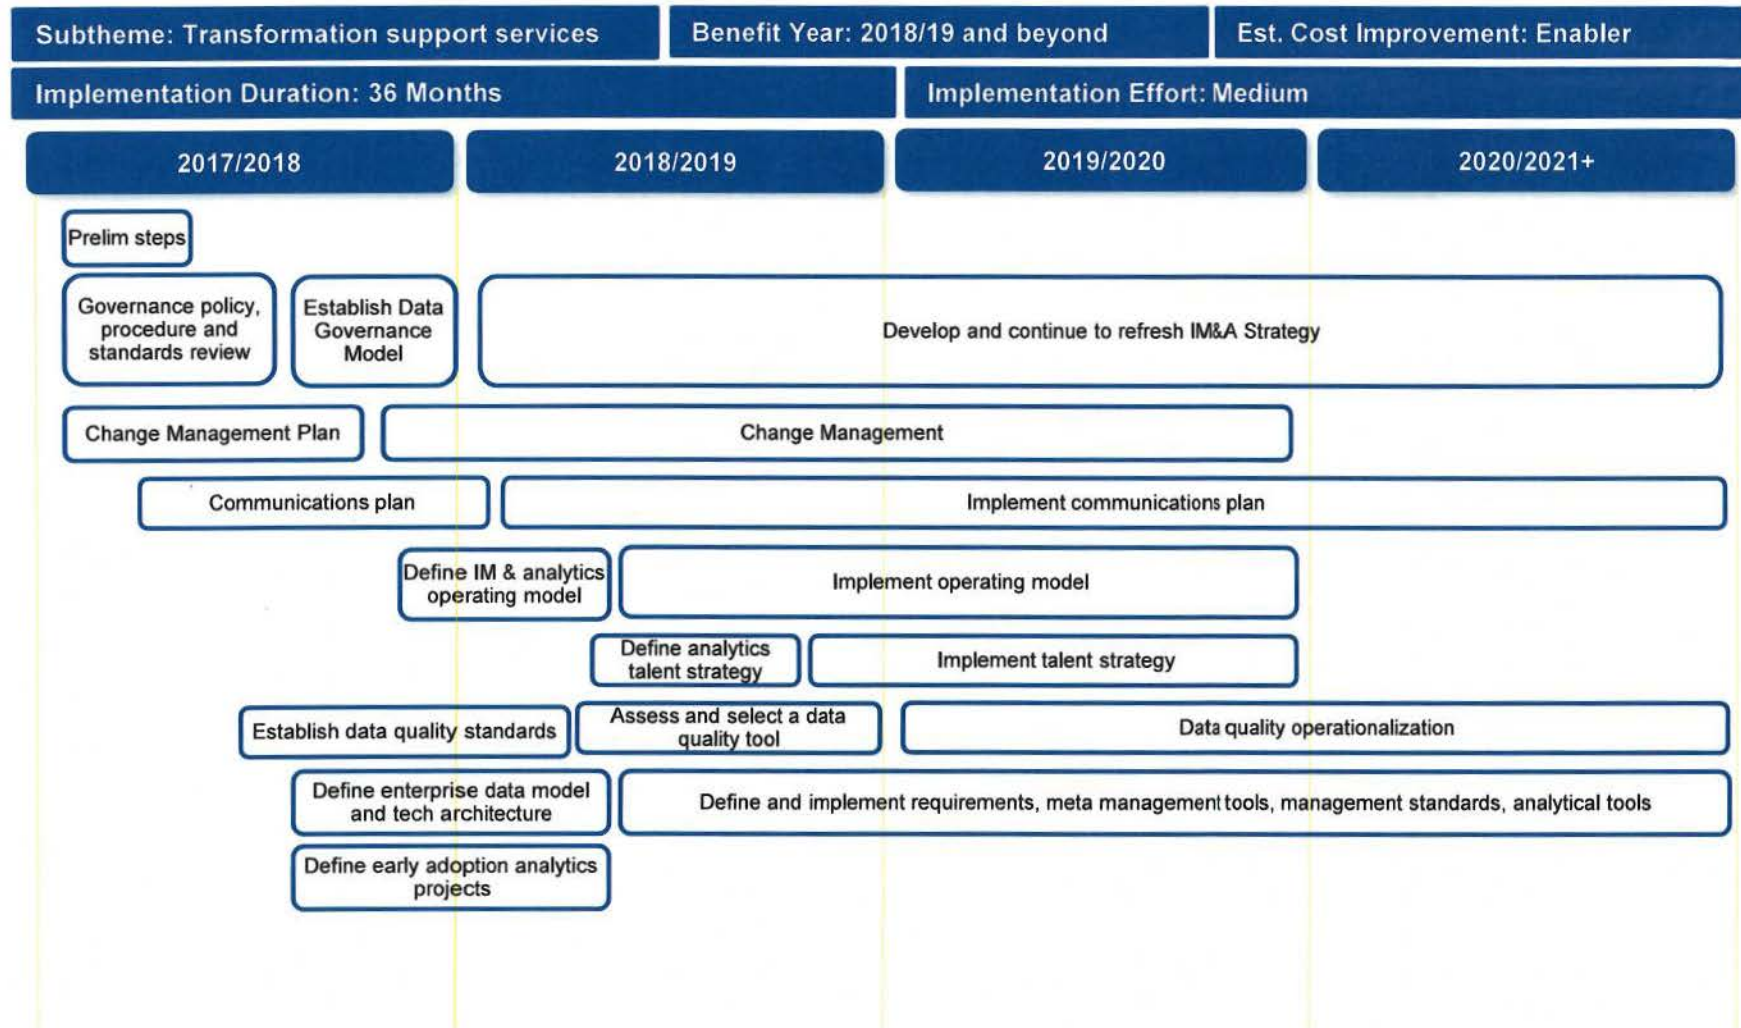 Subtheme: Transformation support services
Benefit Year: 2018/19 and beyond
Est. Cost Improvement: Enabler
Implementation Duration: 36 Months
Implementation Effort: Medium
2017/2018
2018/2019
2019/2020
2020/2021+
Prelim steps
Governance policy,
procedure and
standards review
Establish Data
Governance
Model
Develop and continue to refresh IM&A Strategy
Change Management Plan
Change Management
Communications plan
Implement communications plan
Define IM & analytics
operating model
Implement operating model
Define analytics
talent strategy
Implement talent strategy
Establish data quality standards
Assess and select a data
quality tool
Data quality operationalization
Define enterprise data model
and tech architecture
Define and implement requirements, meta management tools, management standards, analytical tools
Define early adoption analytics
projects